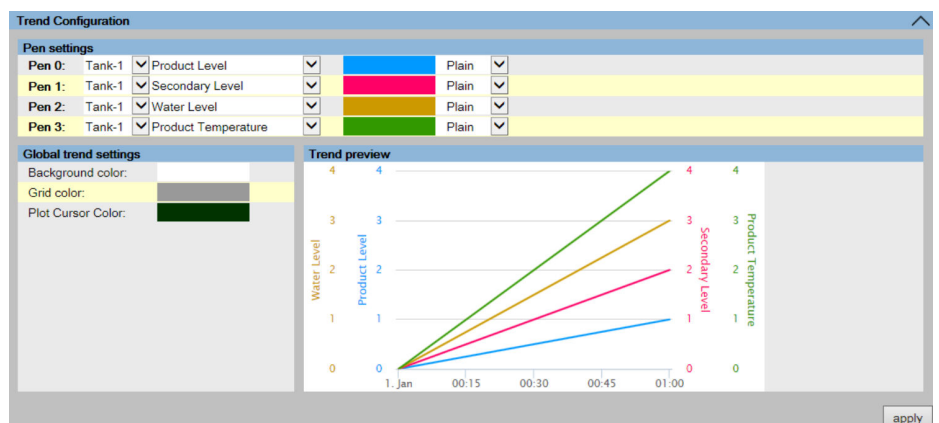 Trend Configuration
Pen settings
Pen 0: Tank-1 Product Level Plain
Pen 1: Tank-1 Secondary Level Plain
Pen 2: Tank-1 Water Level Plain
Pen 3: Tank-1 Product Temperature Plain
Global trend settings
Background color:
Grid color:
Plot Cursor Color:
Trend preview
4 4 4 4
3 3 3 3
2 2 2 2
1 1 1 1
0 0 0 0
Water Level
Product Level
Secondary Level
Product Temperature
1. Jan 00:15 00:30 00:45 01:00
apply